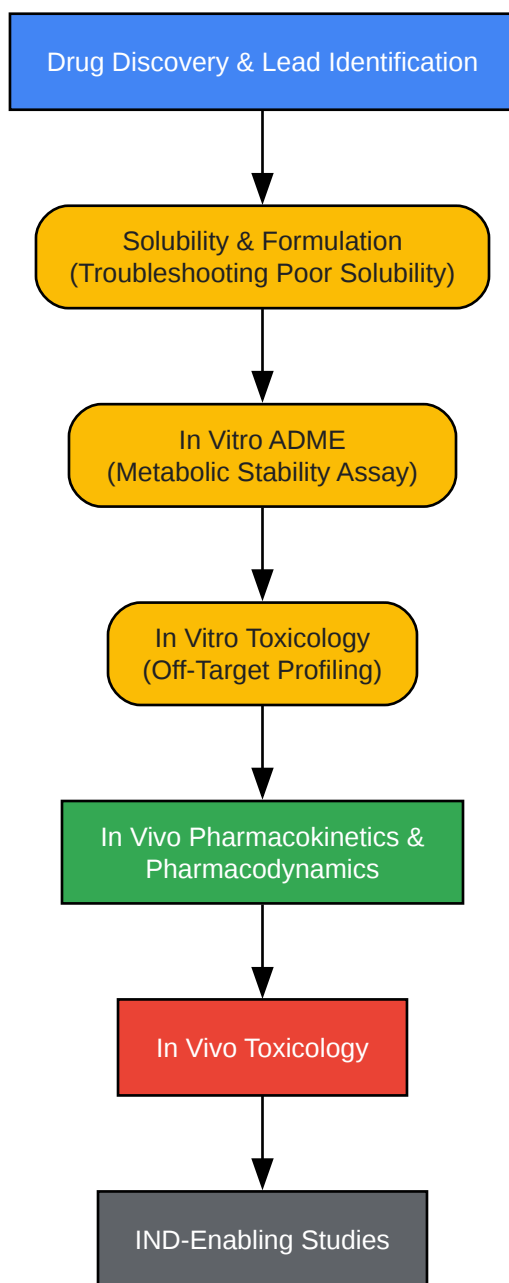 Drug Discovery & Lead Identification
Solubility & Formulation
(Troubleshooting Poor Solubility)
In Vitro ADME
(Metabolic Stability Assay)
In Vitro Toxicology
(Off-Target Profiling)
In Vivo Pharmacokinetics &
Pharmacodynamics
In Vivo Toxicology
IND-Enabling Studies